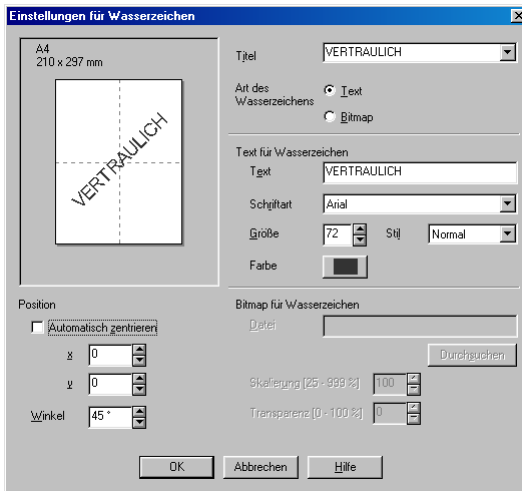 Einstellungen für Wasserzeichen
A4
210 x 297 mm
VERTRAULICH
Titel
VERTRAULICH
Art des
Wasserzeichens
Text
Bitmap
Text für Wasserzeichen
Text
VERTRAULICH
Schriftart
Arial
Größe
72
Stil
Normal
Farbe
Position
Automatisch zentrieren
x
0
y
0
Winkel
45 °
Bitmap für Wasserzeichen
Datei
Durchsuchen
Skalierung [25 - 999 %]
100
Transparenz [0 - 100 %]
0
OK
Abbrechen
Hilfe